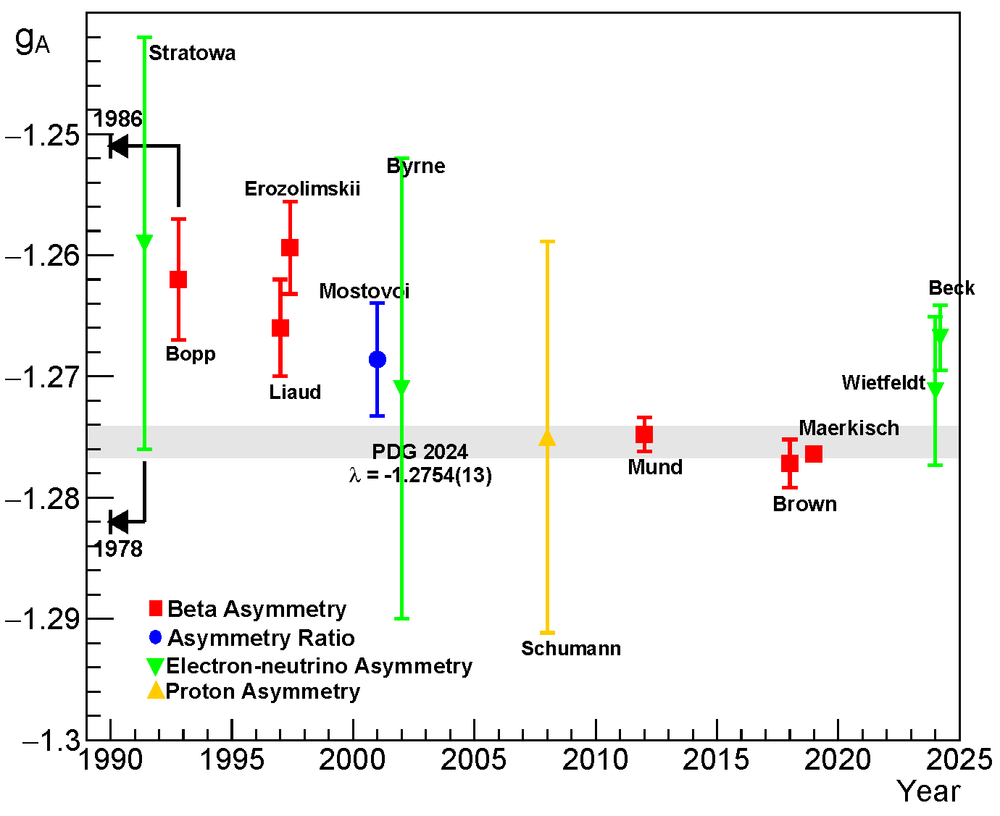 gA
Stratowa
1986
−1.25
Byrne
Erozolimskii
−1.26
Beck
Mostovoi
Bopp
−1.27
Wietfeldt
Liaud
Maerkisch
PDG 2024
Mund
λ = -1.2754(13)
−1.28
Brown
1978
Beta Asymmetry
−1.29
Asymmetry Ratio
Schumann
Electron-neutrino Asymmetry
Proton Asymmetry
−1.3
1990 1995 2000 2005 2010 2015 2020 2025
Year